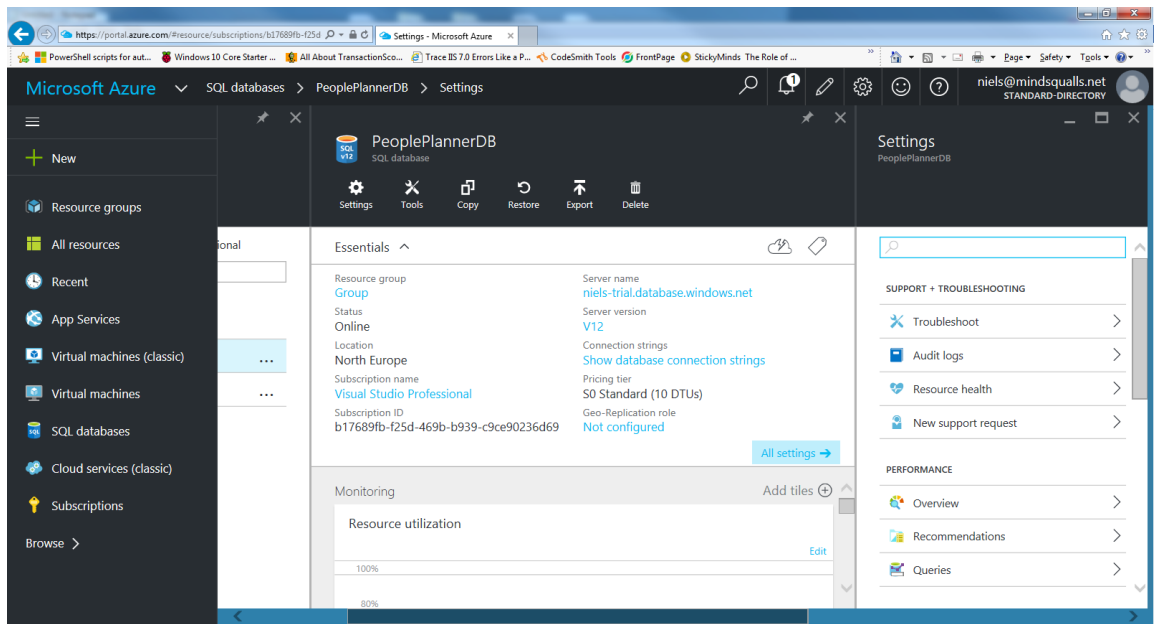 https://portal.azure.com/#resource/subscriptions/b17689fb-f25d
Settings - Microsoft Azure
PowerShell scripts for aut...
Windows 10 Core Starter ...
All About TransactionSco...
Trace IIS 7.0 Errors Like a P...
CodeSmith Tools
FrontPage
StickyMinds The Role of ...
Page
Safety
Tools
Microsoft Azure
SQL databases > PeoplePlannerDB > Settings
1
niels@mindsqualls.net
STANDARD-DIRECTORY
New
Resource groups
All resources
Recent
App Services
Virtual machines (classic)
Virtual machines
SQL databases
Cloud services (classic)
Subscriptions
Browse >
ional
...
...
SQL
v12
PeoplePlannerDB
SQL database
Settings
Tools
Copy
Restore
Export
Delete
Essentials
Resource group
Group
Status
Online
Location
North Europe
Subscription name
Visual Studio Professional
Subscription ID
b17689fb-f25d-469b-b939-c9ce90236d69
Server name
niels-trial.database.windows.net
Server version
V12
Connection strings
Show database connection strings
Pricing tier
S0 Standard (10 DTUs)
Geo-Replication role
Not configured
All settings →
Monitoring
Add tiles
Resource utilization
Edit
100%
80%
Settings
PeoplePlannerDB
SUPPORT + TROUBLESHOOTING
Troubleshoot
Audit logs
Resource health
New support request
PERFORMANCE
Overview
Recommendations
Queries